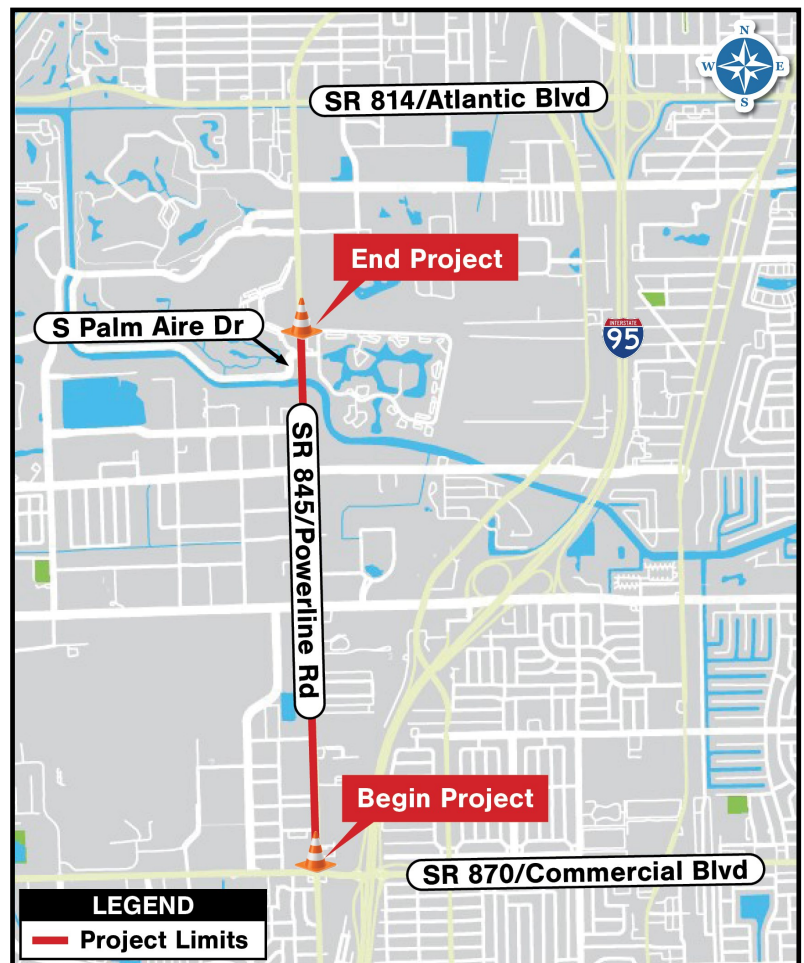 N
W E
S
SR 814/Atlantic Blvd
End Project
S Palm Aire Dr
INTERSTATE
95
SR 845/Powerline Rd
Begin Project
SR 870/Commercial Blvd
LEGEND
Project Limits